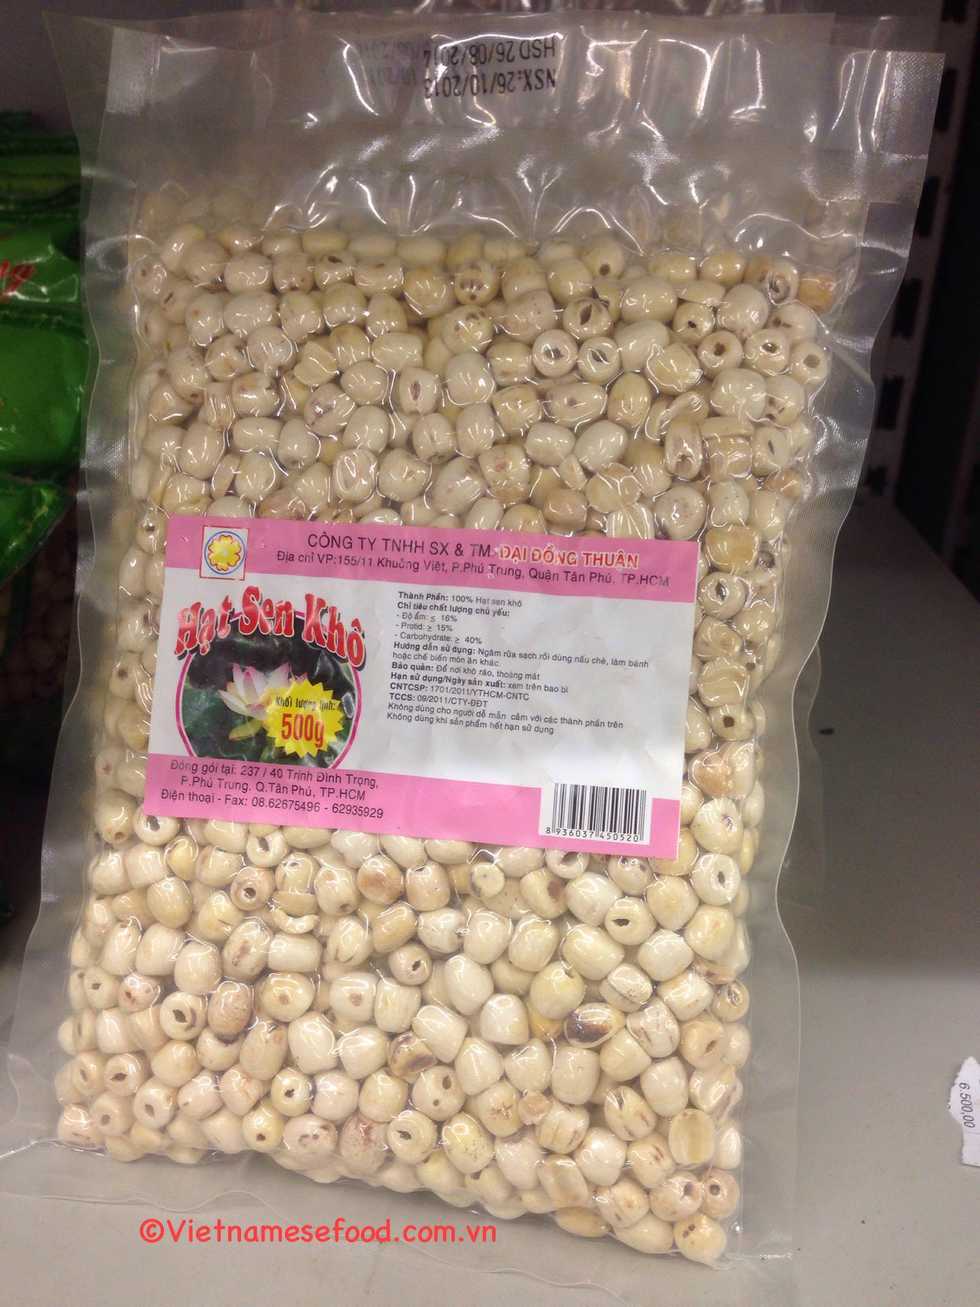 NSX:26/10/2013
HSD 26/08/2014
CÔNG TY TNHH SX & TM. ĐẠI ĐỒNG THUẬN
Địa chỉ VP:155/11 Khuông Việt, P.Phú Trung, Quận Tân Phú, TP.HCM
Hạt Sen Khô
Khối lượng tịnh:
500g
Thành Phần: 100% Hạt sen khô
Chỉ tiêu chất lượng chủ yếu:
- Độ ẩm: ≤ 16%
- Protid: ≥ 15%
- Carbohydrate: ≥ 40%
Hướng dẫn sử dụng: Ngâm rửa sạch rồi dùng nấu chè, làm bánh
hoặc chế biến món ăn khác.
Bảo quản: Để nơi khô ráo, thoáng mát
Hạn sử dụng/Ngày sản xuất: xem trên bao bì
CNTCSP: 1701/2011/YTHCM-CNTC
TCCS: 09/2011/CTY-ĐĐT
Không dùng cho người dễ mẫn cảm với các thành phần trên
Không dùng khi sản phẩm hết hạn sử dụng
Đóng gói tại: 237 / 40 Trịnh Đình Trọng,
P.Phú Trung. Q.Tân Phú, TP.HCM
Điện thoại - Fax: 08.62675496 - 62935929
8 936037 450520
6.500,00
©Vietnamesefood.com.vn